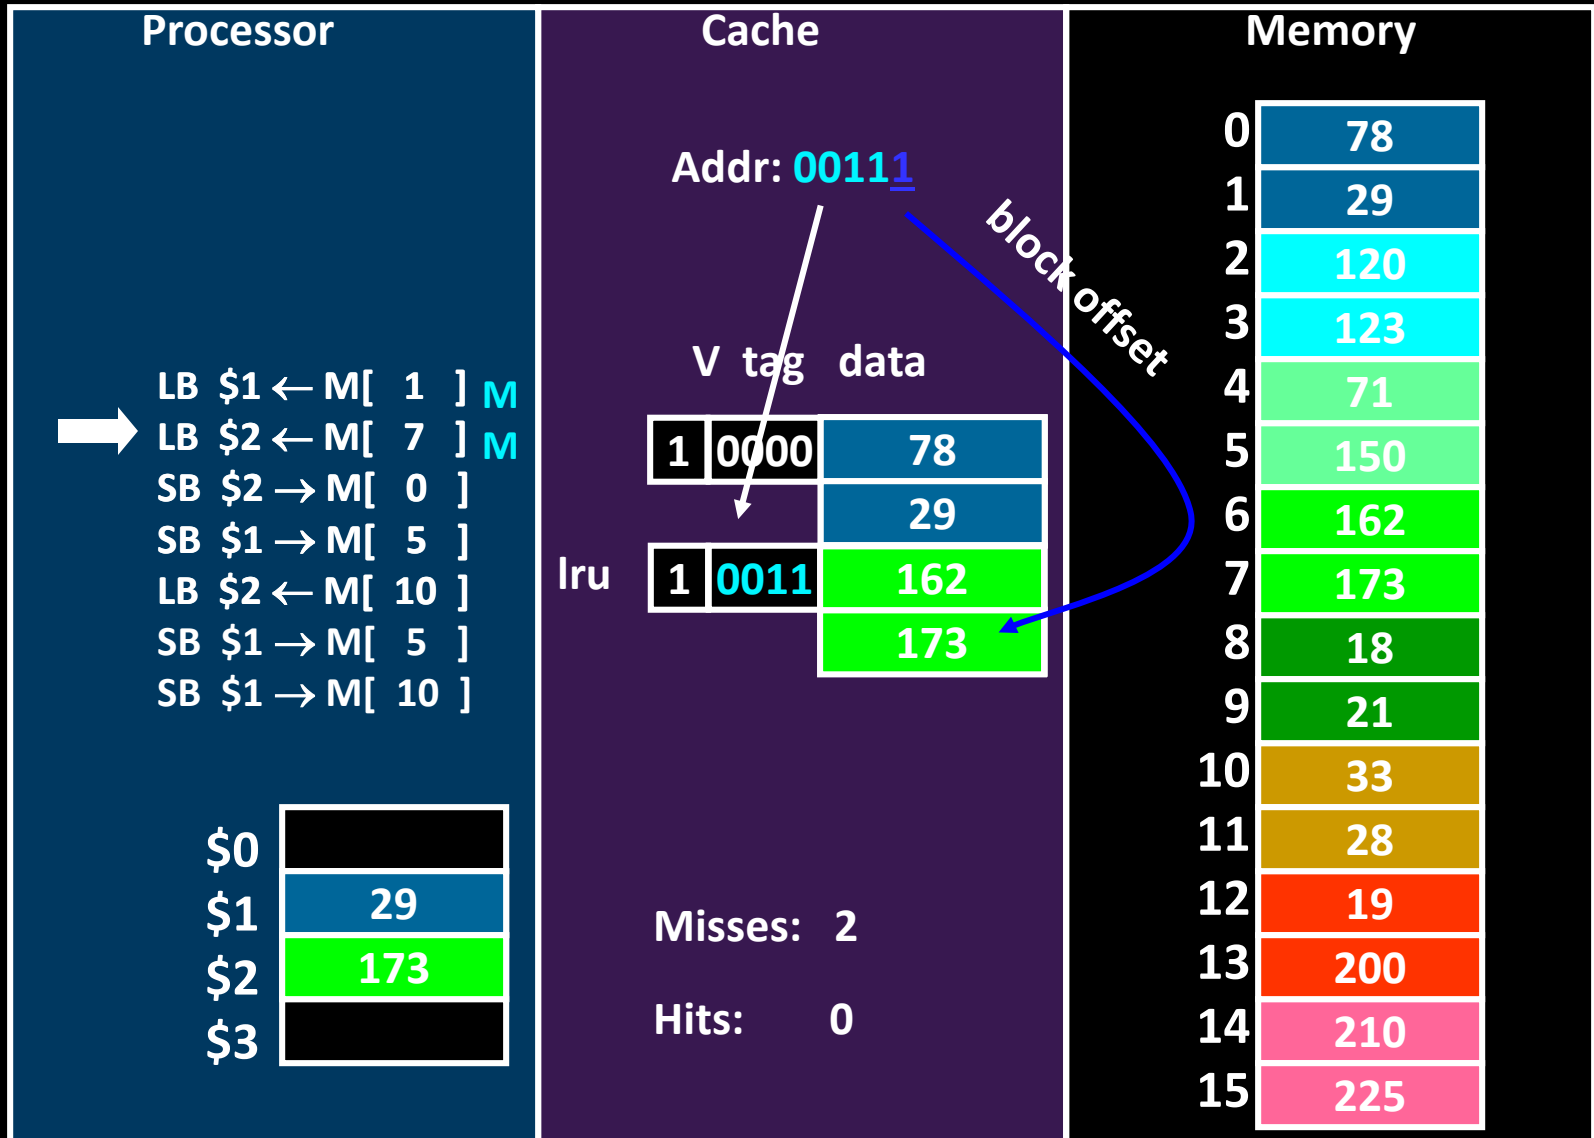 Processor
LB $1 ← M[ 1 ] M
LB $2 ← M[ 7 ] M
SB $2 → M[ 0 ]
SB $1 → M[ 5 ]
LB $2 ← M[ 10 ]
SB $1 → M[ 5 ]
SB $1 → M[ 10 ]
$0
$1 29
$2 173
$3
Cache
Addr: 00111
block offset
V tag data
1 0000 78
29
lru 1 0011 162
173
Misses: 2
Hits: 0
Memory
0 78
1 29
2 120
3 123
4 71
5 150
6 162
7 173
8 18
9 21
10 33
11 28
12 19
13 200
14 210
15 225